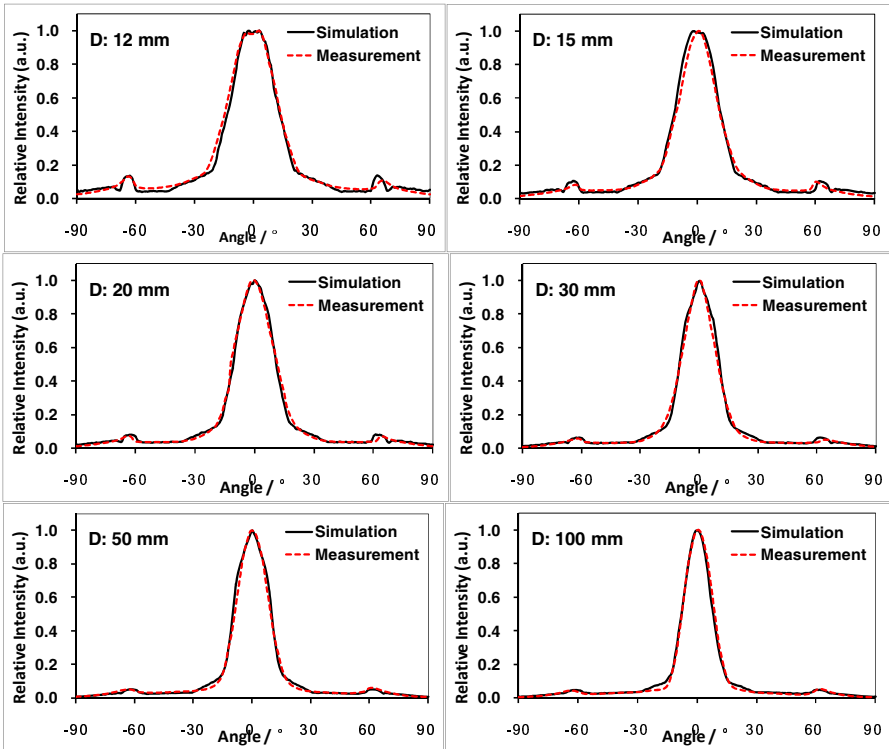 D: 12 mm
Simulation
Measurement
Relative Intensity (a.u.)
1.0
0.8
0.6
0.4
0.2
0.0
-90 -60 -30 0 30 60 90
Angle / °
D: 15 mm
Simulation
Measurement
Relative Intensity (a.u.)
1.0
0.8
0.6
0.4
0.2
0.0
-90 -60 -30 0 30 60 90
Angle / °
D: 20 mm
Simulation
Measurement
Relative Intensity (a.u.)
1.0
0.8
0.6
0.4
0.2
0.0
-90 -60 -30 0 30 60 90
Angle / °
D: 30 mm
Simulation
Measurement
Relative Intensity (a.u.)
1.0
0.8
0.6
0.4
0.2
0.0
-90 -60 -30 0 30 60 90
Angle / °
D: 50 mm
Simulation
Measurement
Relative Intensity (a.u.)
1.0
0.8
0.6
0.4
0.2
0.0
-90 -60 -30 0 30 60 90
Angle / °
D: 100 mm
Simulation
Measurement
Relative Intensity (a.u.)
1.0
0.8
0.6
0.4
0.2
0.0
-90 -60 -30 0 30 60 90
Angle / °